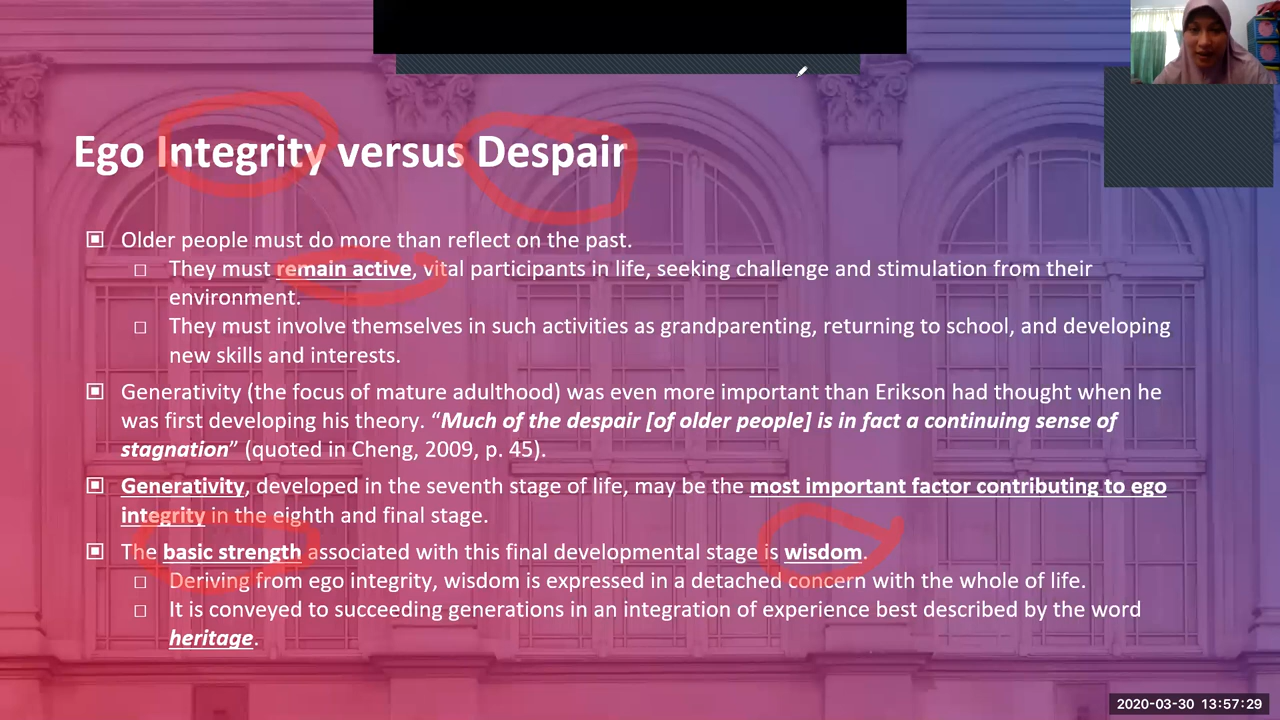 Ego Integrity versus Despair
Older people must do more than reflect on the past.
They must remain active, vital participants in life, seeking challenge and stimulation from their
environment.
They must involve themselves in such activities as grandparenting, returning to school, and developing
new skills and interests.
Generativity (the focus of mature adulthood) was even more important than Erikson had thought when he
was first developing his theory. “Much of the despair [of older people] is in fact a continuing sense of
stagnation” (quoted in Cheng, 2009, p. 45).
Generativity, developed in the seventh stage of life, may be the most important factor contributing to ego
integrity in the eighth and final stage.
The basic strength associated with this final developmental stage is wisdom.
Deriving from ego integrity, wisdom is expressed in a detached concern with the whole of life.
It is conveyed to succeeding generations in an integration of experience best described by the word
heritage.
2020-03-30 13:57:29